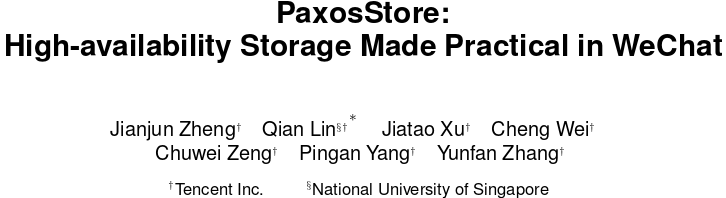 PaxosStore:
High-availability Storage Made Practical in WeChat
Jianjun Zheng† Qian Lin§†* Jiatao Xu† Cheng Wei†
Chuwei Zeng† Pingan Yang† Yunfan Zhang†
†Tencent Inc. §National University of Singapore